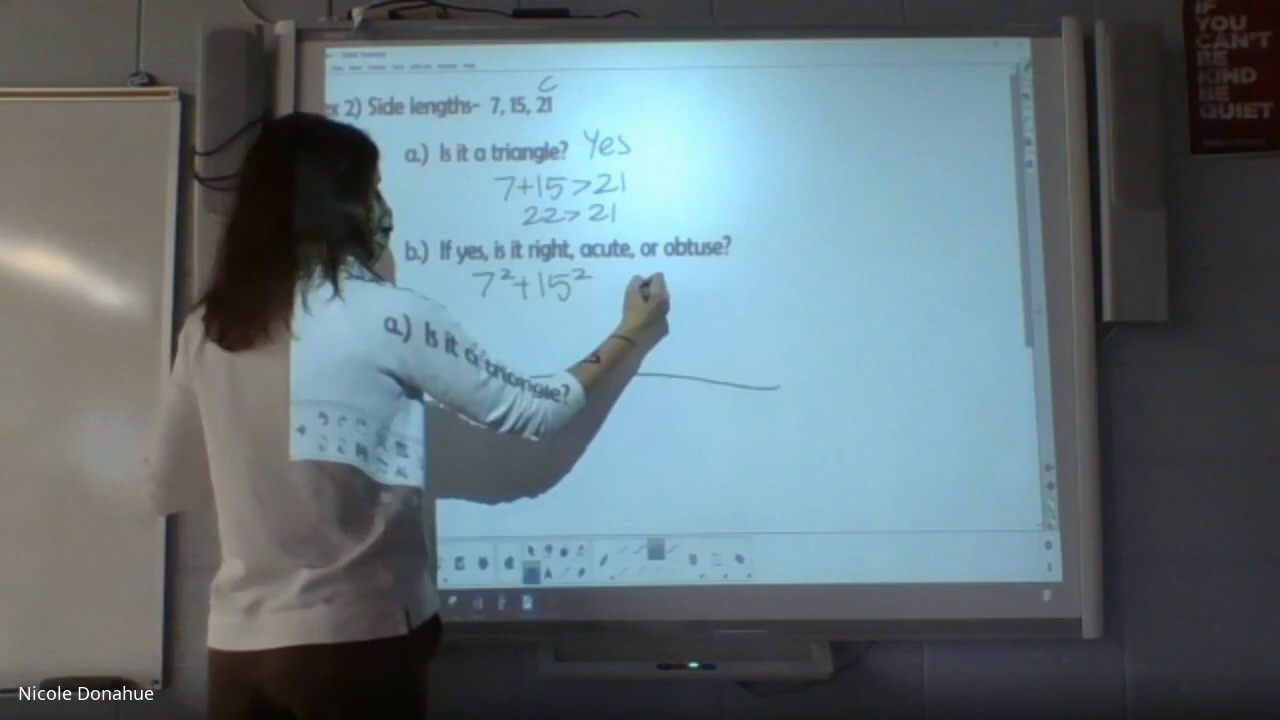 IF
YOU
CAN'T
BE
KIND
BE
QUIET
c
ex 2) Side lengths- 7, 15, 21
a.) Is it a triangle? Yes
7+15>21
22>21
b.) If yes, is it right, acute, or obtuse?
7²+15²
a.) Is it a triangle?
Nicole Donahue